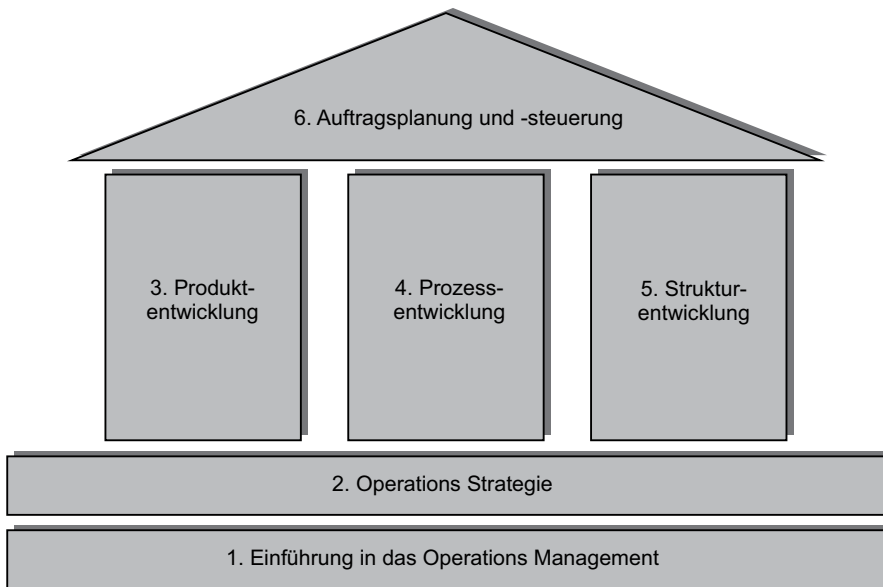 6. Auftragsplanung und -steuerung
3. Produkt-
entwicklung
4. Prozess-
entwicklung
5. Struktur-
entwicklung
2. Operations Strategie
1. Einführung in das Operations Management